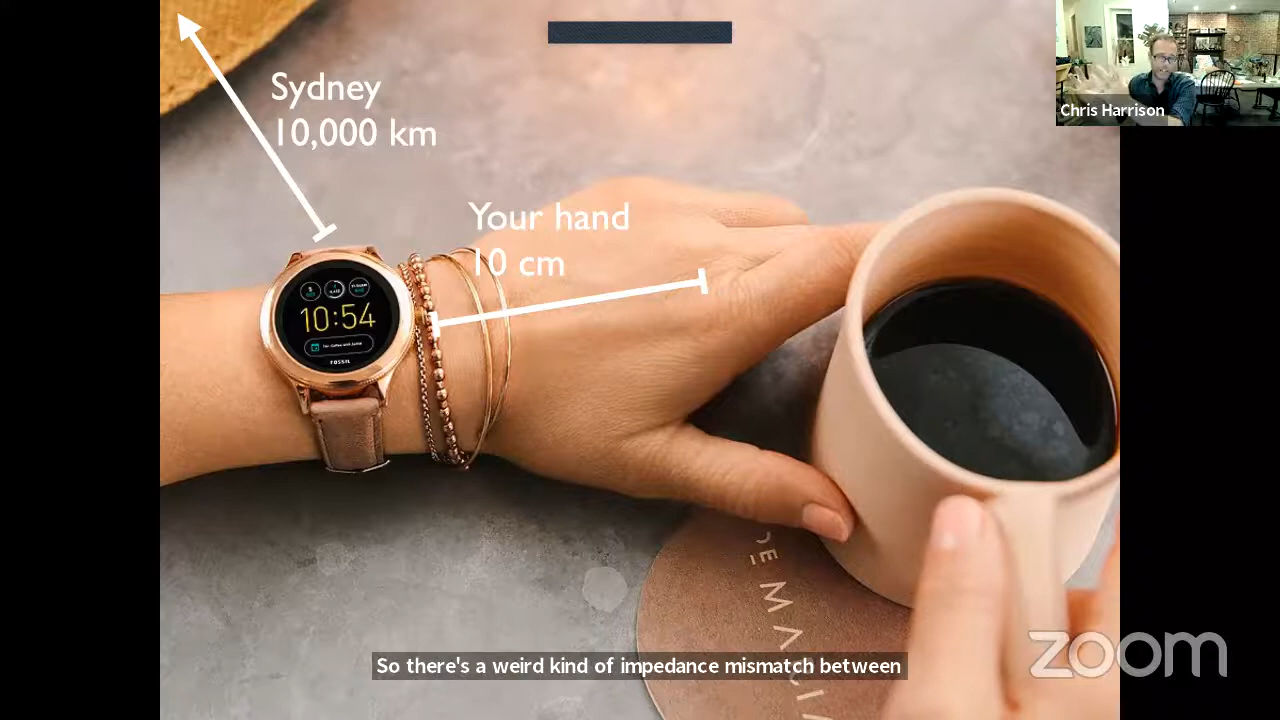 Sydney
10,000 km
Chris Harrison
Your hand
10 cm
10:54
FOSSIL
So there's a weird kind of impedance mismatch between
zoom